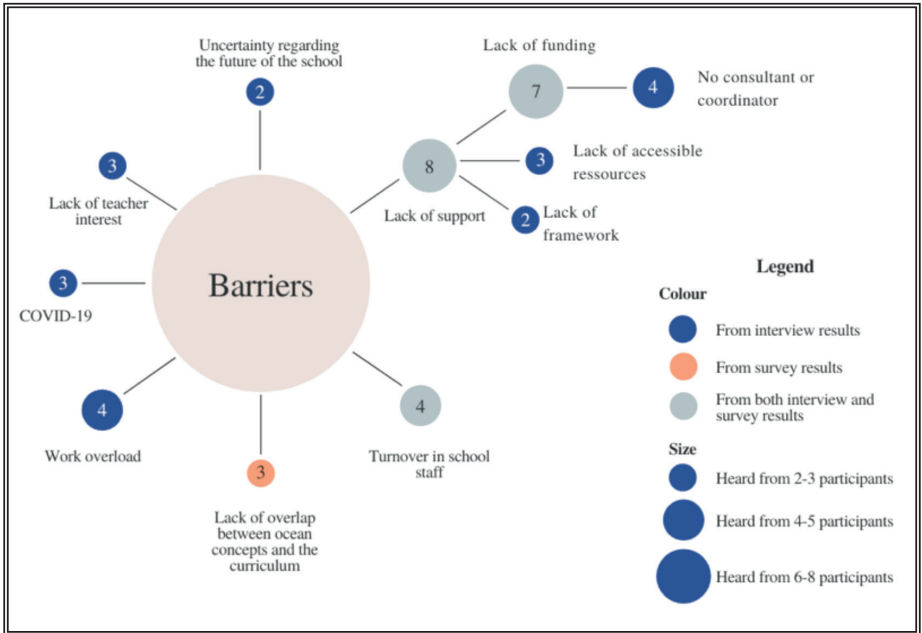 Uncertainty regarding
the future of the school
2
Lack of funding
7
4
No consultant or
coordinator
3
Lack of teacher
interest
8
Lack of support
3
Lack of accessible
ressources
2
Lack of
framework
Barriers
3
COVID-19
4
Work overload
3
Lack of overlap
between ocean
concepts and the
curriculum
4
Turnover in school
staff
Legend
Colour
From interview results
From survey results
From both interview and
survey results
Size
Heard from 2-3 participants
Heard from 4-5 participants
Heard from 6-8 participants